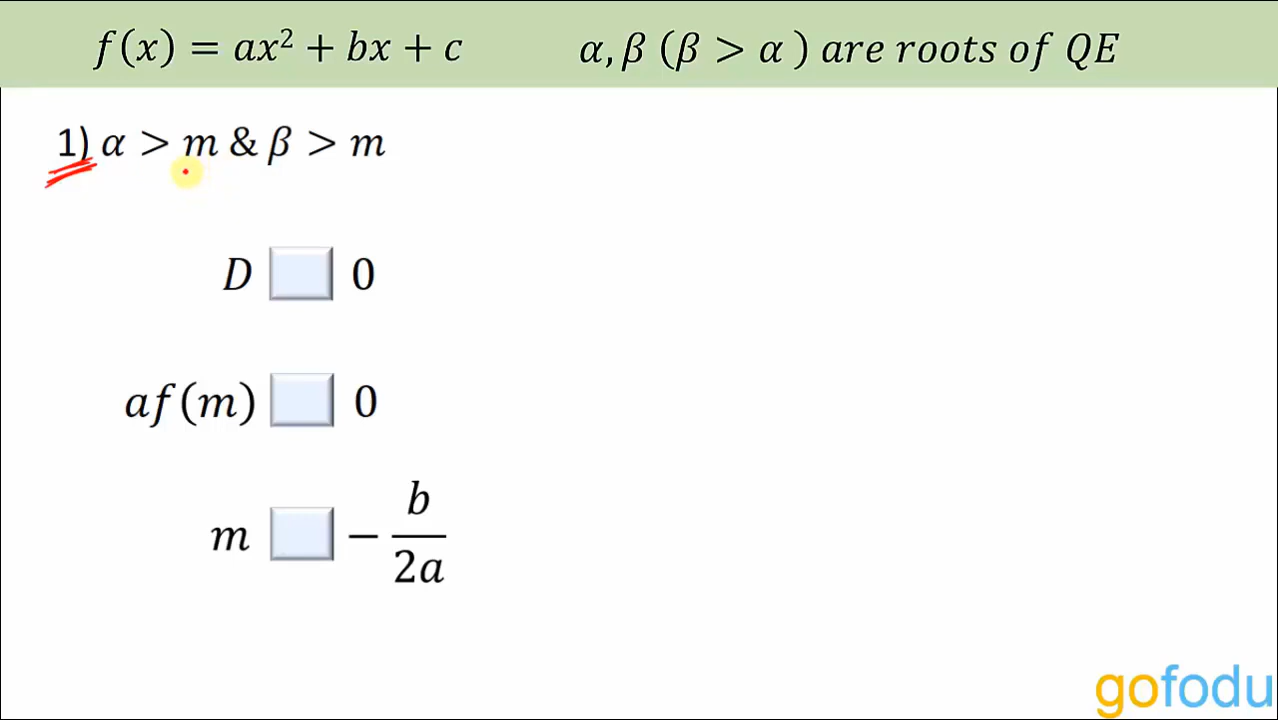 f(x) = ax² + bx + c α, β (β > α ) are roots of QE
1) α > m & β > m
D 0
af(m) 0
m − b/2a
gofodu